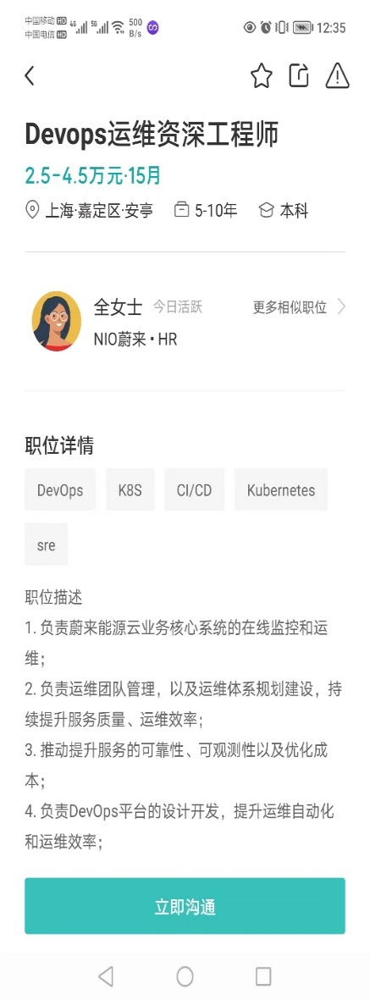 中国移动 HD 4G 5G 500 12:35
中国电信 HD B/s
Devops运维资深工程师
2.5-4.5万元·15月
上海·嘉定区·安亭 5-10年 本科
全女士 今日活跃 更多相似职位
NIO蔚来 • HR
职位详情
DevOps K8S CI/CD Kubernetes
sre
职位描述
1. 负责蔚来能源云业务核心系统的在线监控和运
维；
2. 负责运维团队管理，以及运维体系规划建设，持
续提升服务质量、运维效率；
3. 推动提升服务的可靠性、可观测性以及优化成
本；
4. 负责DevOps平台的设计开发，提升运维自动化
和运维效率；
立即沟通